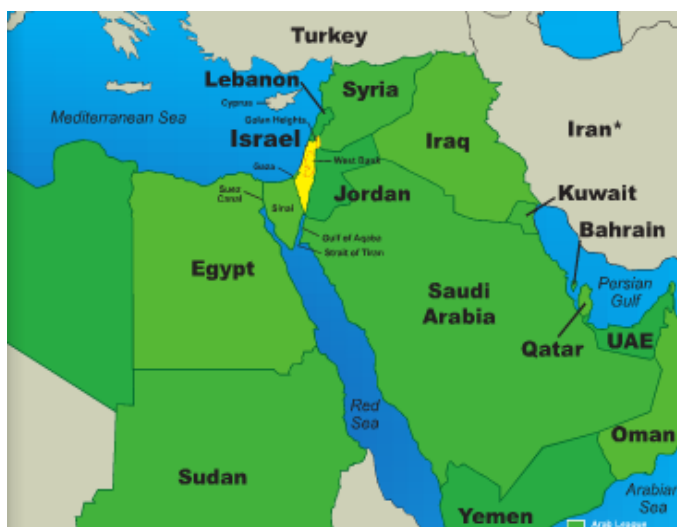 Turkey
Lebanon
Cyprus
Syria
Mediterranean Sea
Golan Heights
Israel
Iraq
Iran*
West Bank
Gaza
Suez
Canal
Sinai
Jordan
Kuwait
Bahrain
Gulf of Aqaba
Strait of Tiran
Egypt
Persian
Gulf
Saudi
Arabia
Qatar
UAE
Red
Sea
Oman
Sudan
Yemen
Arabian
Sea
Arab League